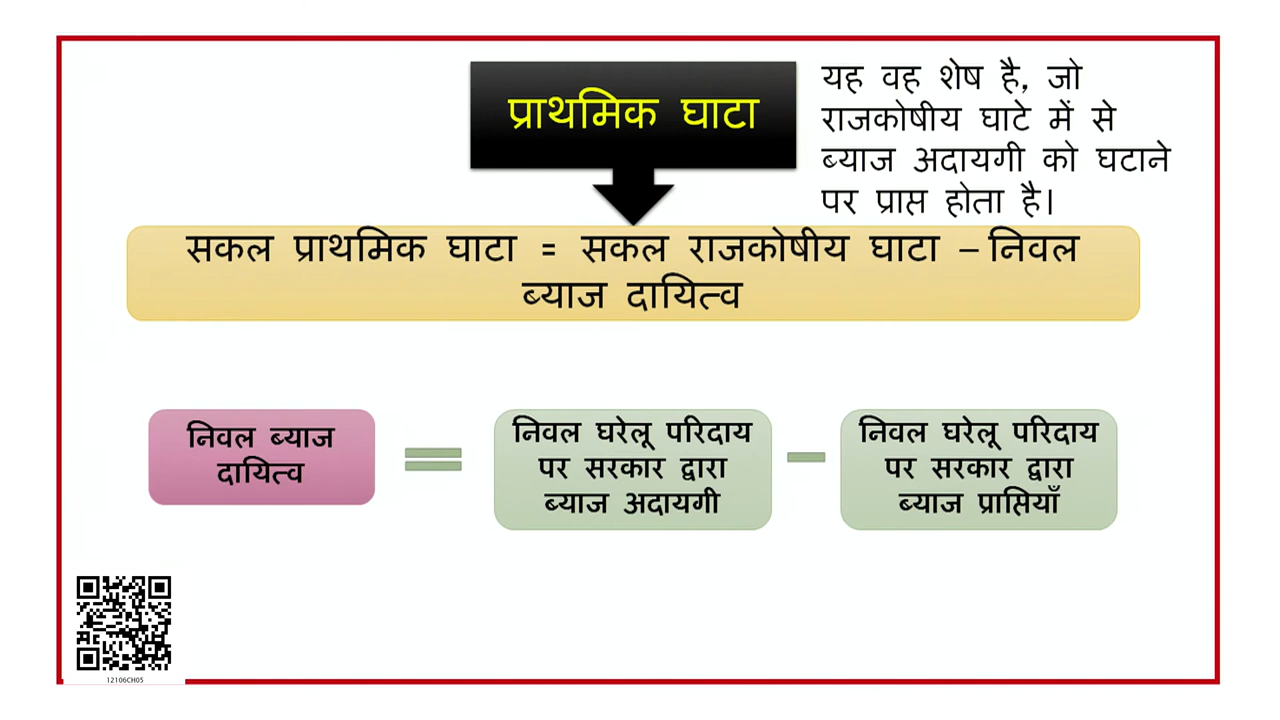 प्राथमिक घाटा
यह वह शेष है, जो
राजकोषीय घाटे में से
ब्याज अदायगी को घटाने
पर प्राप्त होता है।
सकल प्राथमिक घाटा = सकल राजकोषीय घाटा – निवल
ब्याज दायित्व
निवल ब्याज
दायित्व
=
निवल घरेलू परिदाय
पर सरकार द्वारा
ब्याज अदायगी
–
निवल घरेलू परिदाय
पर सरकार द्वारा
ब्याज प्राप्तियाँ
12106CH05